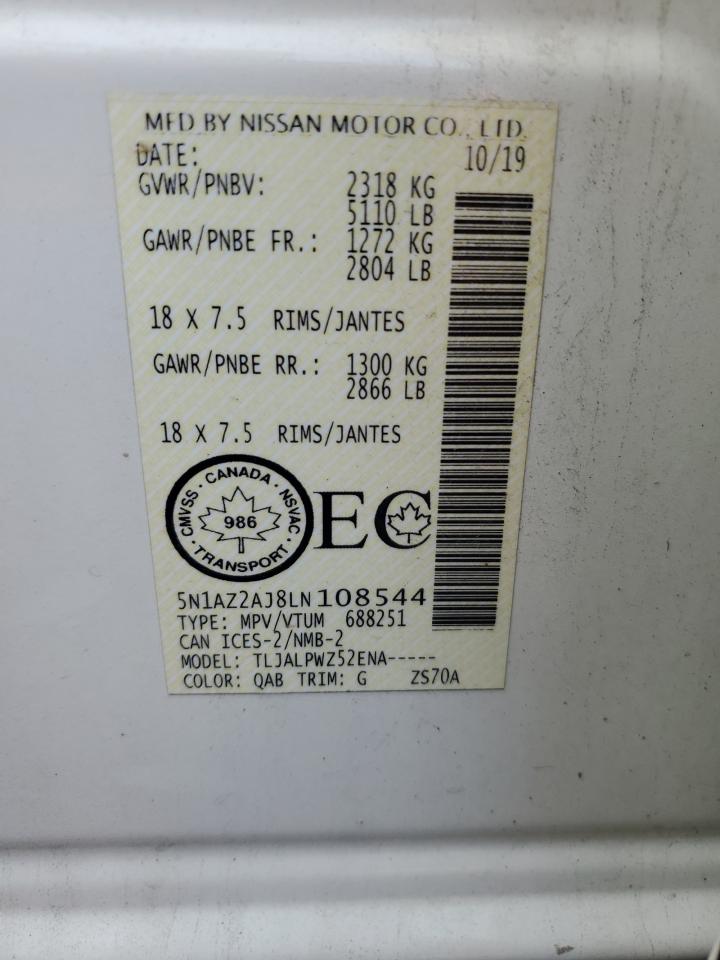 MFD BY NISSAN MOTOR CO., LTD.
DATE: 10/19
GVWR/PNBV: 2318 KG
5110 LB
GAWR/PNBE FR.: 1272 KG
2804 LB
18 X 7.5 RIMS/JANTES
GAWR/PNBE RR.: 1300 KG
2866 LB
18 X 7.5 RIMS/JANTES
CMVSS · CANADA · NSVAC
986
· TRANSPORT ·
EC
5N1AZ2AJ8LN108544
TYPE: MPV/VTUM 688251
CAN ICES-2/NMB-2
MODEL: TLJALPWZ52ENA-----
COLOR: QAB TRIM: G ZS70A